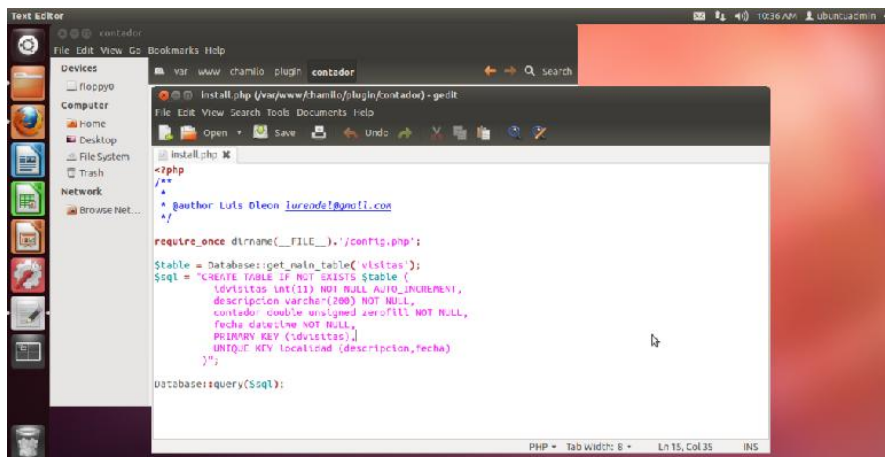 Text Editor
10:36 AM ubuntuadmin
contador
File Edit View Go Bookmarks Help
Devices
floppy0
Computer
Home
Desktop
File System
Trash
Network
Browse Net...
var www chamilo plugin contador
Search
install.php (/var/www/chamilo/plugin/contador) - gedit
File Edit View Search Tools Documents Help
Open Save Undo
install.php
<?php
/**
*
* @author Luis Dleon
*/
require_once dirname(__FILE__).'/config.php';
$table = Database::get_main_table('visitas');
$sql = "CREATE TABLE IF NOT EXISTS $table (
idvisitas int(11) NOT NULL AUTO_INCREMENT,
descripcion varchar(200) NOT NULL,
contador double unsigned zerofill NOT NULL,
fecha datetime NOT NULL,
PRIMARY KEY (idvisitas),
UNIQUE KEY localidad (descripcion,fecha)
)";
Database::query($sql);
PHP Tab Width: 8 Ln 15, Col 35 INS